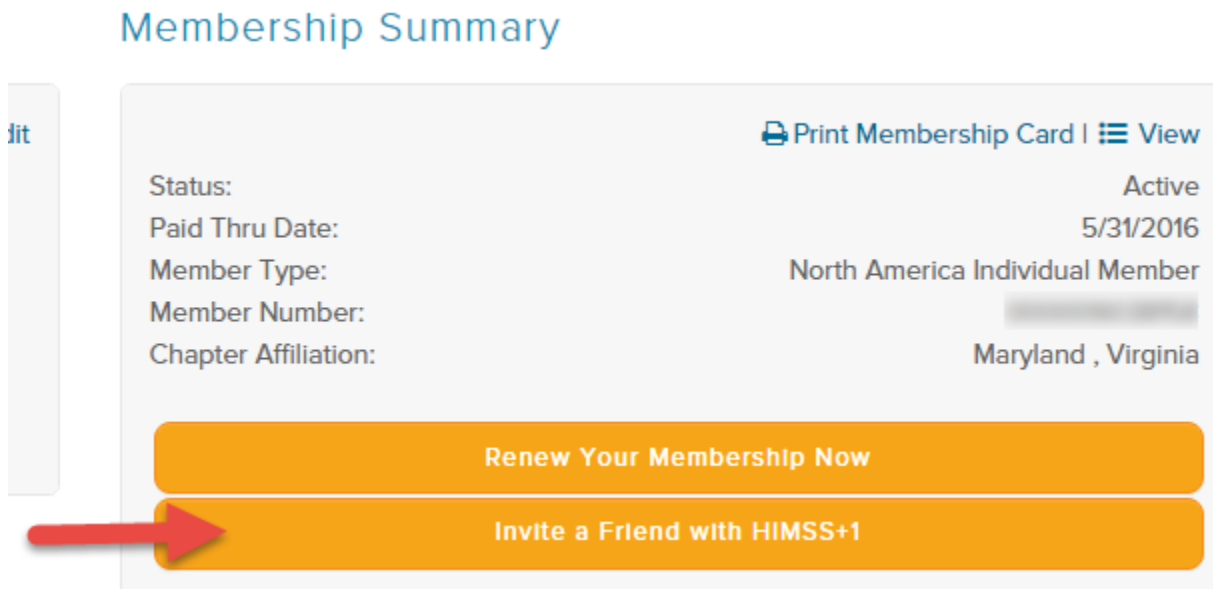 Membership Summary
dit
Print Membership Card | View
Status: Active
Paid Thru Date: 5/31/2016
Member Type: North America Individual Member
Member Number:
Chapter Affiliation: Maryland , Virginia
Renew Your Membership Now
Invite a Friend with HIMSS+1